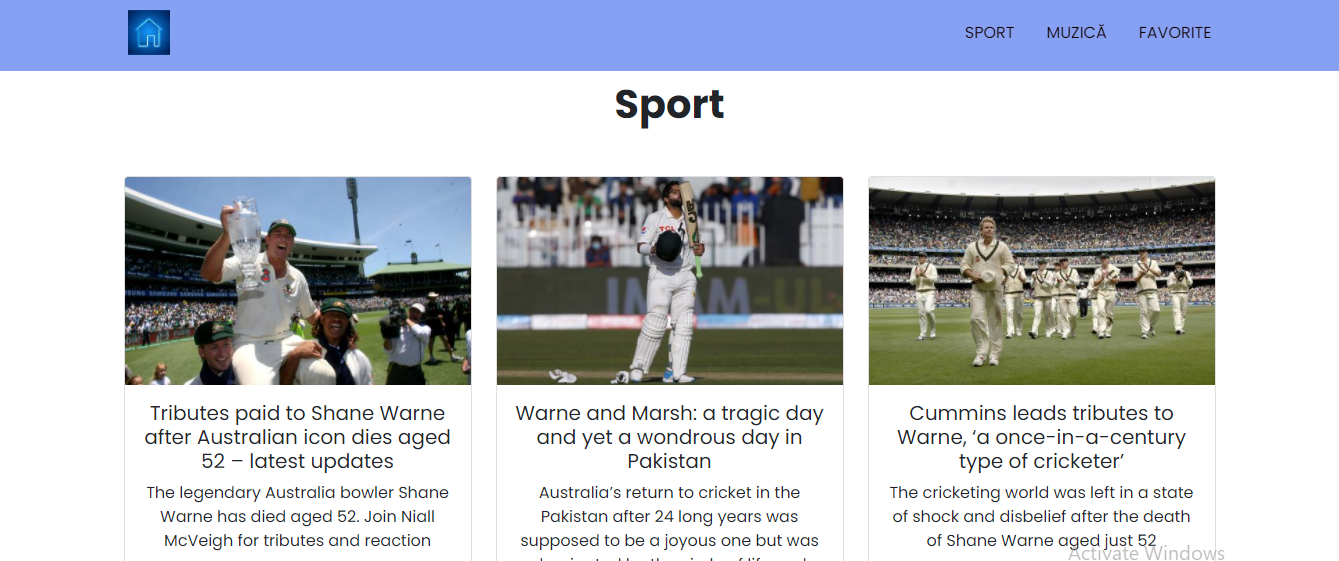 SPORT MUZICĂ FAVORITE
Sport
Tributes paid to Shane Warne
after Australian icon dies aged
52 – latest updates
The legendary Australia bowler Shane
Warne has died aged 52. Join Niall
McVeigh for tributes and reaction
Warne and Marsh: a tragic day
and yet a wondrous day in
Pakistan
Australia’s return to cricket in the
Pakistan after 24 long years was
supposed to be a joyous one but was
Cummins leads tributes to
Warne, ‘a once-in-a-century
type of cricketer’
The cricketing world was left in a state
of shock and disbelief after the death
of Shane Warne aged just 52
Activate Windows